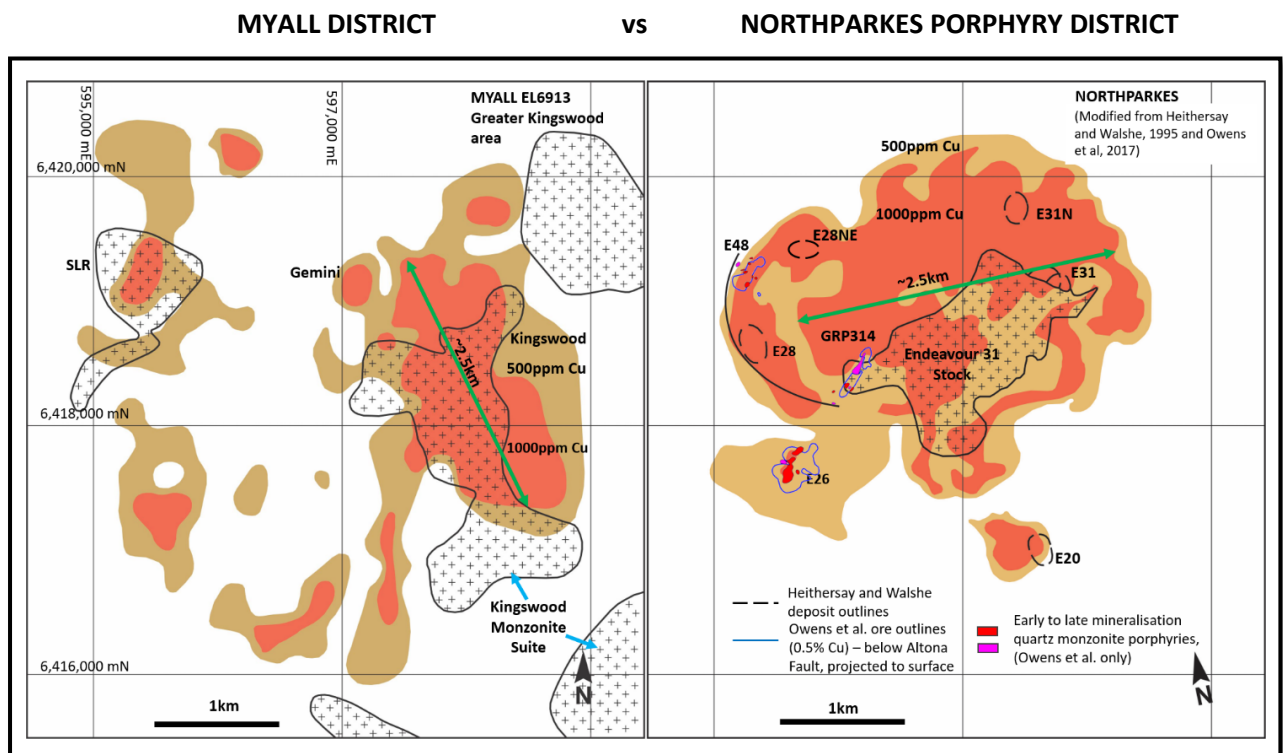 MYALL DISTRICT vs NORTHPARKES PORPHYRY DISTRICT
595,000 mE
597,000 mE
MYALL EL6913
Greater Kingswood
area
6,420,000 mN
SLR
Gemini
Kingswood
500ppm Cu
~2.5km
6,418,000 mN
1000ppm Cu
Kingswood
Monzonite
Suite
6,416,000 mN
N
1km
NORTHPARKES
(Modified from Heithersay
and Walshe, 1995 and Owens
et al, 2017)
500ppm Cu
1000ppm Cu
E31N
E28NE
E48
E31
~2.5km
GRP314
E28
Endeavour 31
Stock
E26
E20
Heithersay and Walshe
deposit outlines
Owens et al. ore outlines
(0.5% Cu) – below Altona
Fault, projected to surface
Early to late mineralisation
quartz monzonite porphyries,
(Owens et al. only)
N
1km